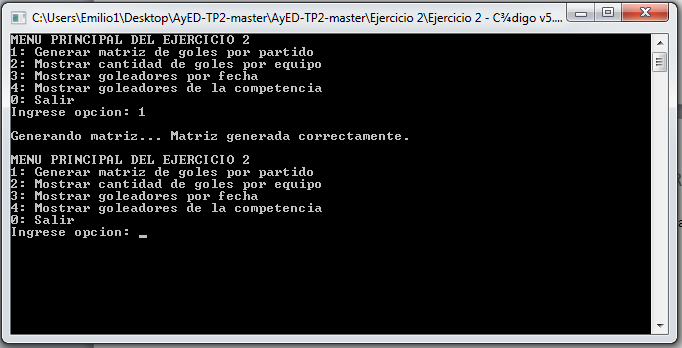 C:\Users\Emilio1\Desktop\AyED-TP2-master\AyED-TP2-master\Ejercicio 2\Ejercicio 2 - C¾digo v5....
MENU PRINCIPAL DEL EJERCICIO 2
1: Generar matriz de goles por partido
2: Mostrar cantidad de goles por equipo
3: Mostrar goleadores por fecha
4: Mostrar goleadores de la competencia
0: Salir
Ingrese opcion: 1
Generando matriz... Matriz generada correctamente.
MENU PRINCIPAL DEL EJERCICIO 2
1: Generar matriz de goles por partido
2: Mostrar cantidad de goles por equipo
3: Mostrar goleadores por fecha
4: Mostrar goleadores de la competencia
0: Salir
Ingrese opcion: _